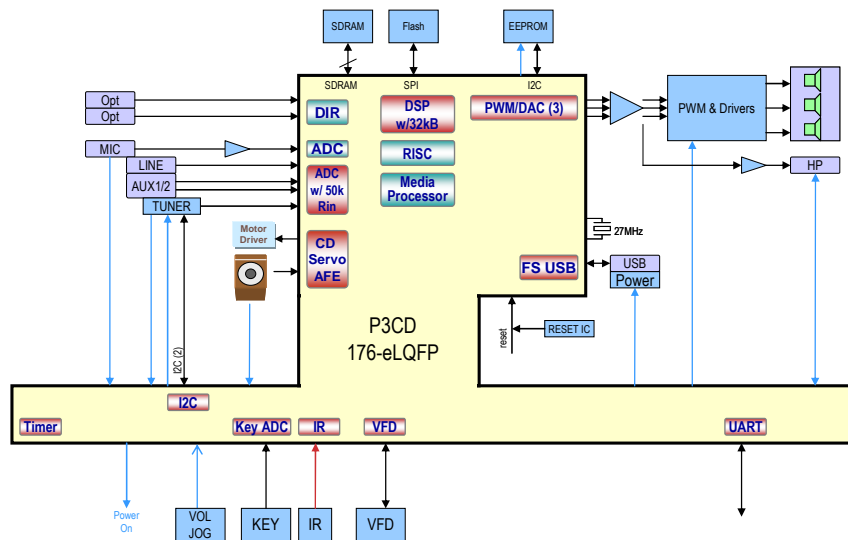 SDRAM
Flash
EEPROM
SDRAM
SPI
I2C
Opt
Opt
DIR
DSP
w/32kB
PWM/DAC (3)
PWM & Drivers
MIC
ADC
RISC
LINE
AUX1/2
TUNER
ADC
w/ 50k
Rin
Media
Processor
HP
Motor
Driver
CD
Servo
AFE
27MHz
FS USB
USB
Power
P3CD
176-eLQFP
reset
RESET IC
I2C (2)
I2C
Timer
Key ADC
IR
VFD
UART
Power
On
VOL
JOG
KEY
IR
VFD